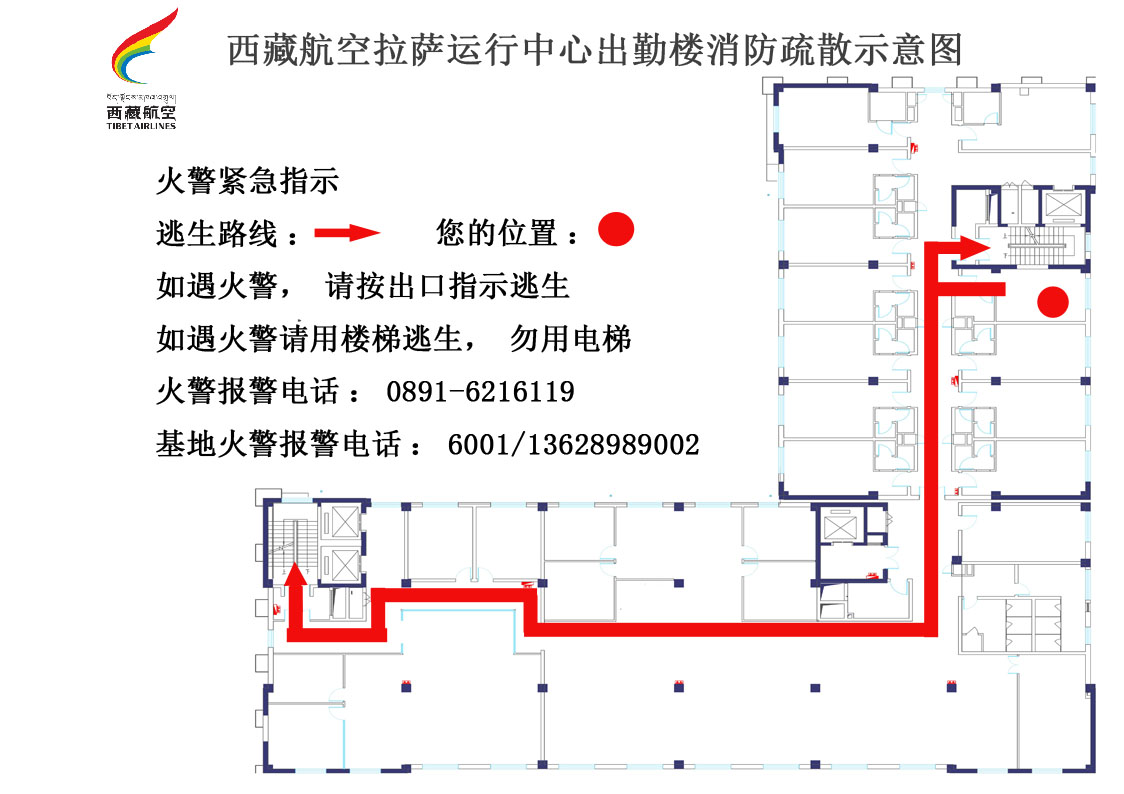 西藏航空拉萨运行中心出勤楼消防疏散示意图
西藏航空
TIBET AIRLINES
火警紧急指示
逃生路线： 您的位置：
如遇火警， 请按出口指示逃生
如遇火警请用楼梯逃生， 勿用电梯
火警报警电话： 0891-6216119
基地火警报警电话： 6001/13628989002
上
下
上
下